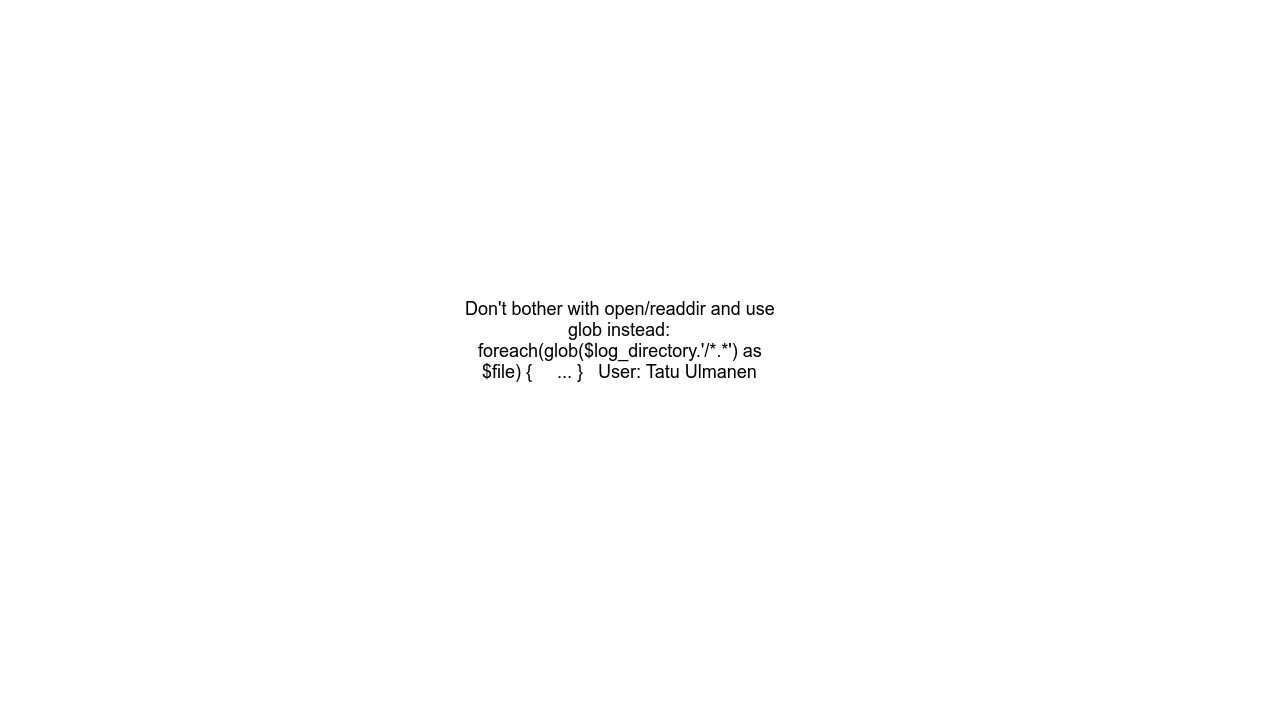 Don't bother with open/readdir and use
glob instead:
foreach(glob($log_directory.'/*.*') as
$file) {     ... }   User: Tatu Ulmanen